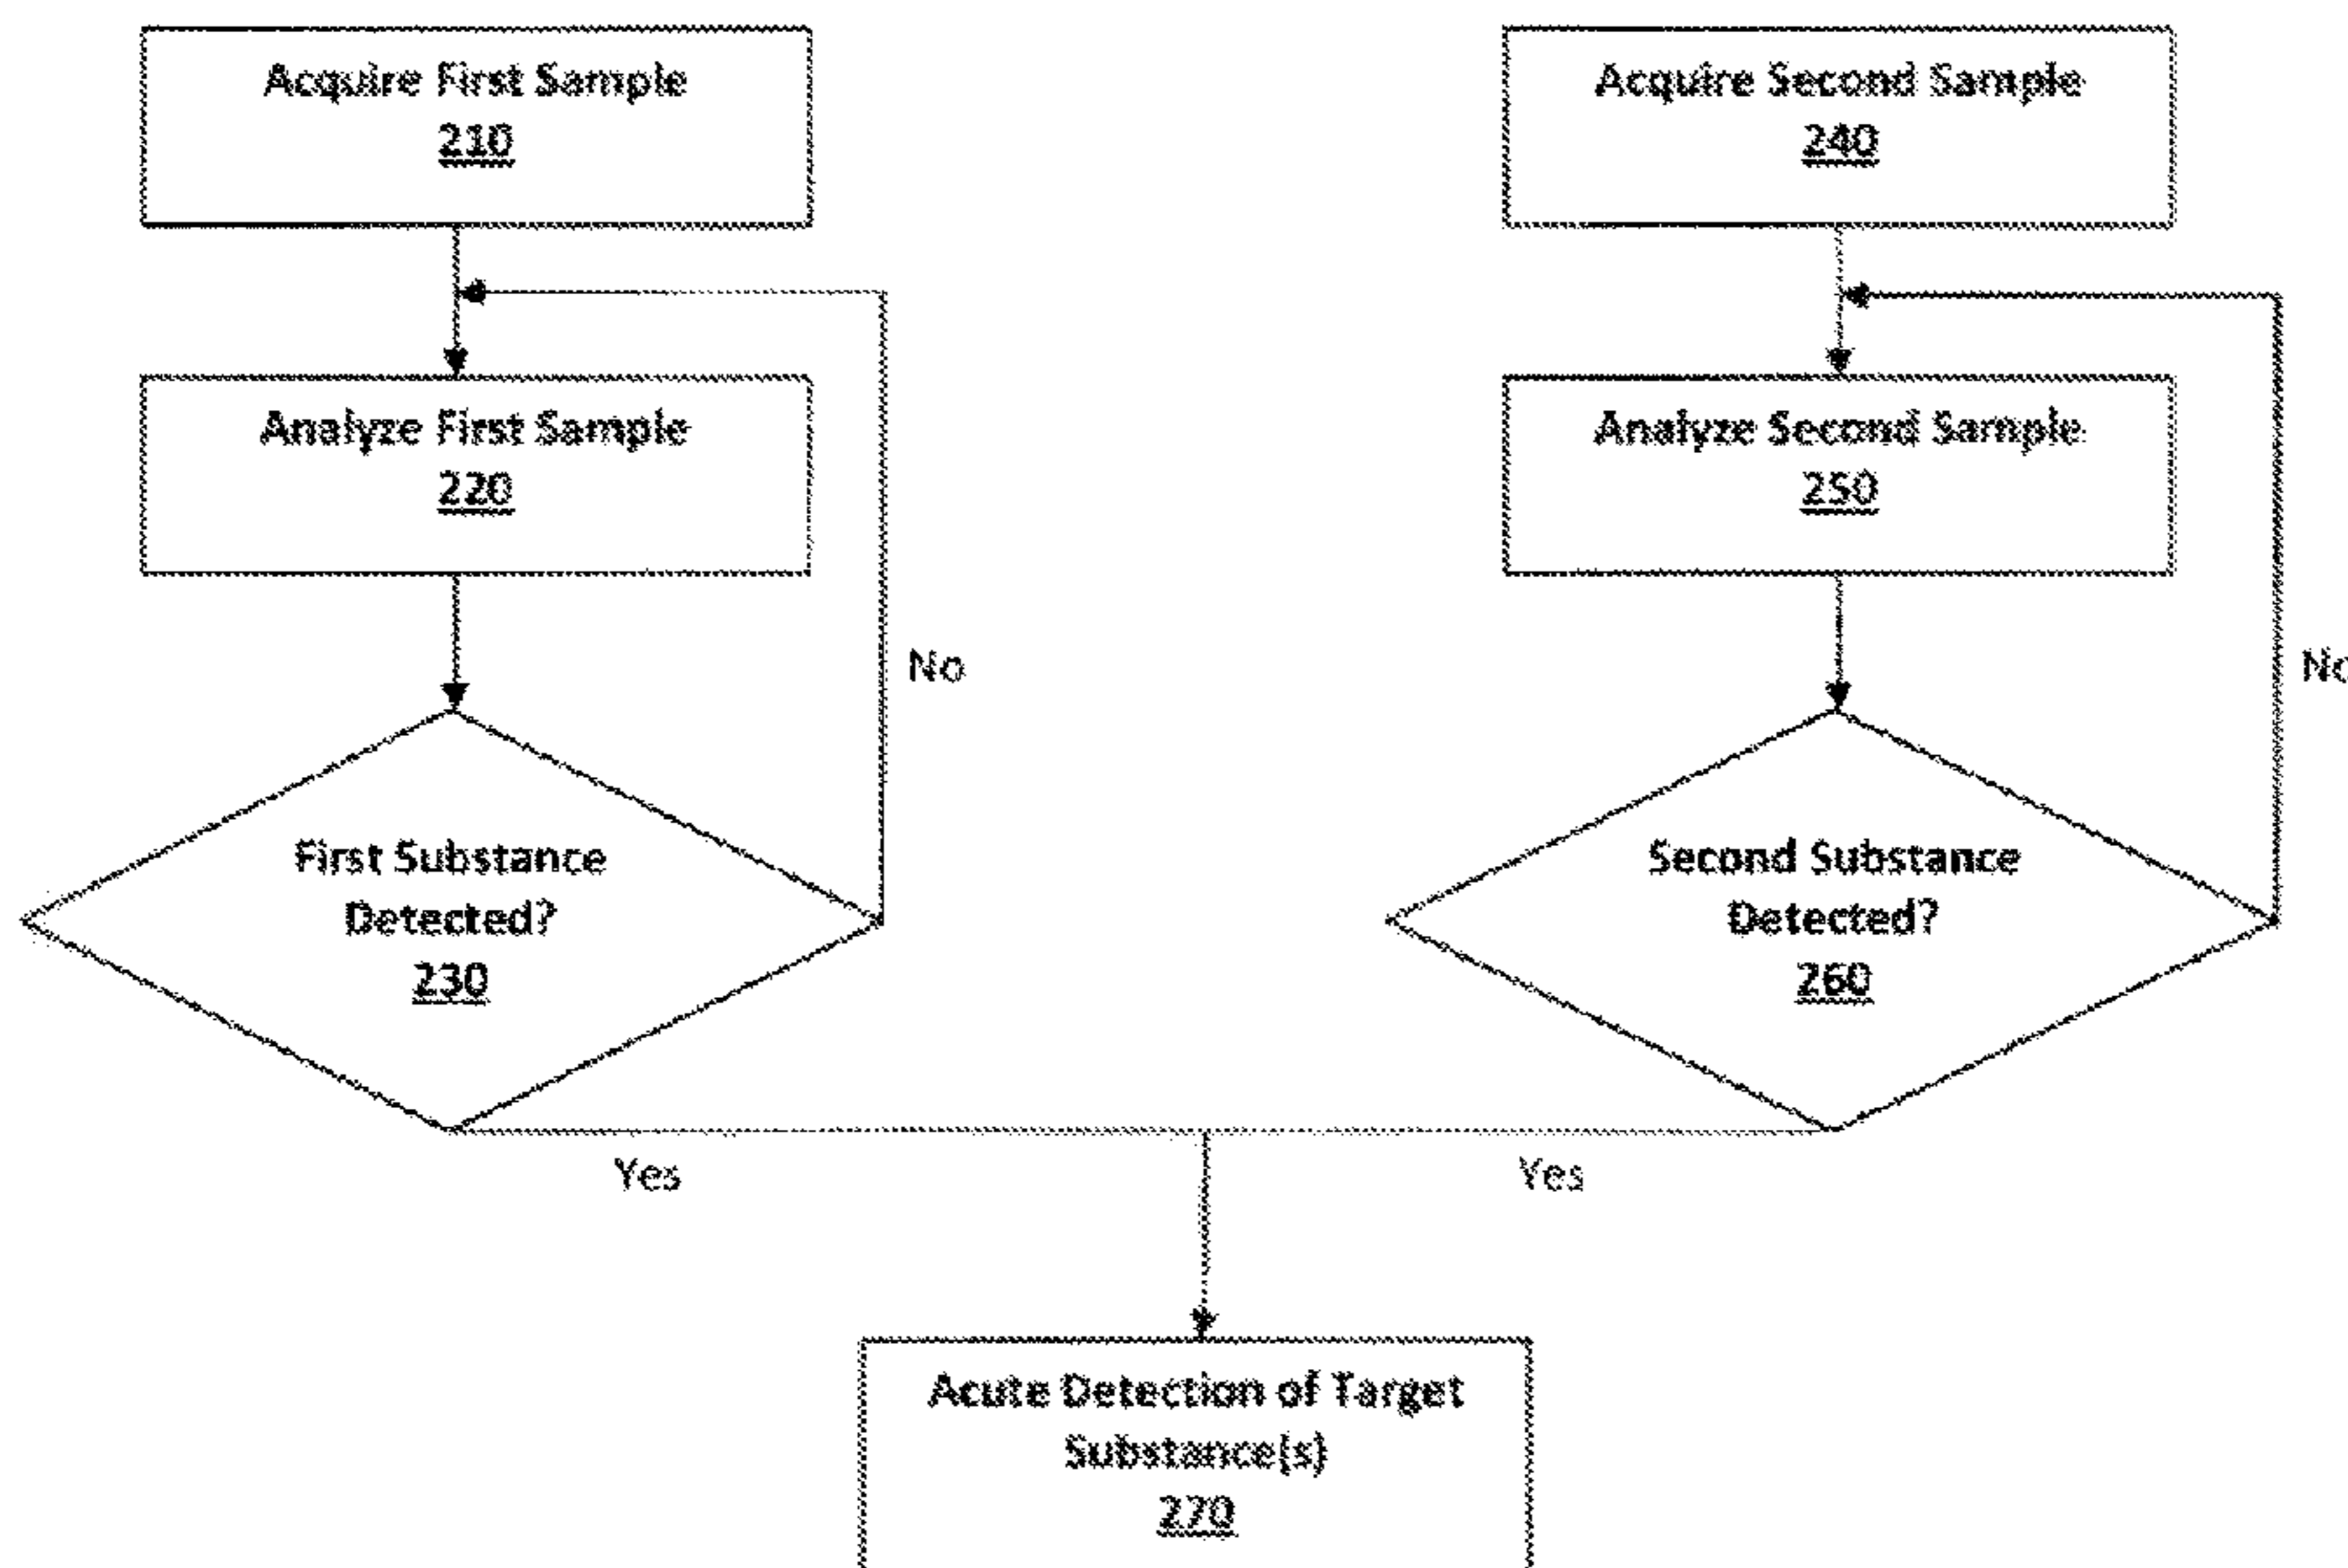 Acquire First Sample
210
Acquire Second Sample
240
Analyze First Sample
220
Analyze Second Sample
250
No
No
First Substance
Detected?
230
Second Substance
Detected?
260
Yes
Yes
Acute Detection of Target
Substance(s)
270